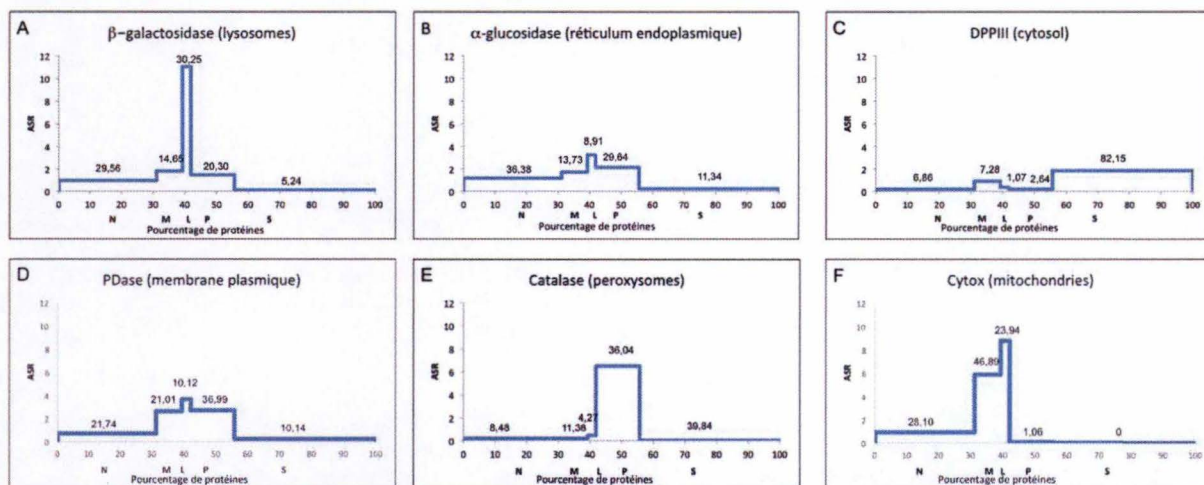 A
β-galactosidase (lysosomes)
ASR
12
10
8
6
4
2
0
29,56
14,65
30,25
20,30
5,24
0 10 20 30 40 50 60 70 80 90 100
N M L P S
Pourcentage de protéines
B
α-glucosidase (réticulum endoplasmique)
ASR
12
10
8
6
4
2
0
36,38
13,73
8,91
29,64
11,34
0 10 20 30 40 50 60 70 80 90 100
N M L P S
Pourcentage de protéines
C
DPPIII (cytosol)
ASR
12
10
8
6
4
2
0
6,86
7,28
1,07
2,64
82,15
0 10 20 30 40 50 60 70 80 90 100
N M L P S
Pourcentage de protéines
D
PDase (membrane plasmique)
ASR
12
10
8
6
4
2
0
21,74
21,01
10,12
36,99
10,14
0 10 20 30 40 50 60 70 80 90 100
N M L P S
Pourcentage de protéines
E
Catalase (peroxysomes)
ASR
12
10
8
6
4
2
0
8,48
11,36
4,27
36,04
39,84
0 10 20 30 40 50 60 70 80 90 100
N M L P S
Pourcentage de protéines
F
Cytox (mitochondries)
ASR
12
10
8
6
4
2
0
28,10
46,89
23,94
1,06
0
0 10 20 30 40 50 60 70 80 90 100
N M L P S
Pourcentage de protéines